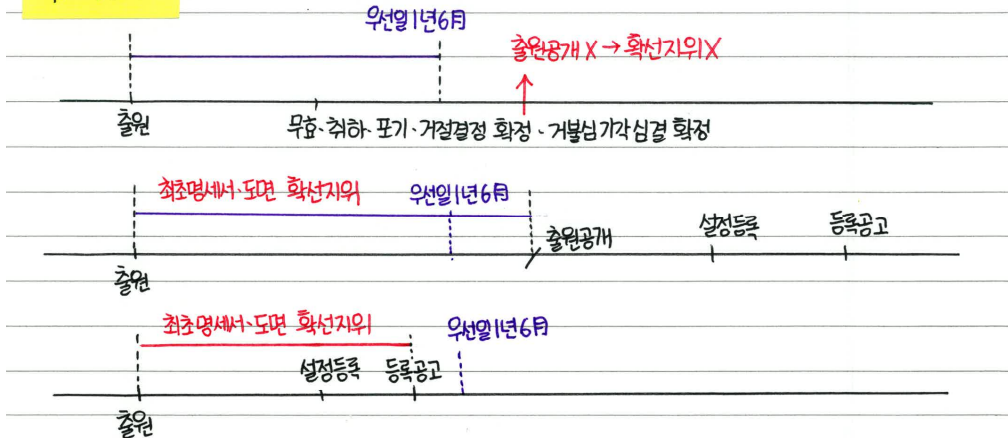 우선일1년6月
출원공개 X → 확선지위 X
출원
무효·취하·포기·거절결정 확정·거불심기각심결 확정
최초명세서·도면 확선지위
우선일1년6月
출원공개
설정등록
등록공고
출원
최초명세서·도면 확선지위
우선일1년6月
설정등록
등록공고
출원